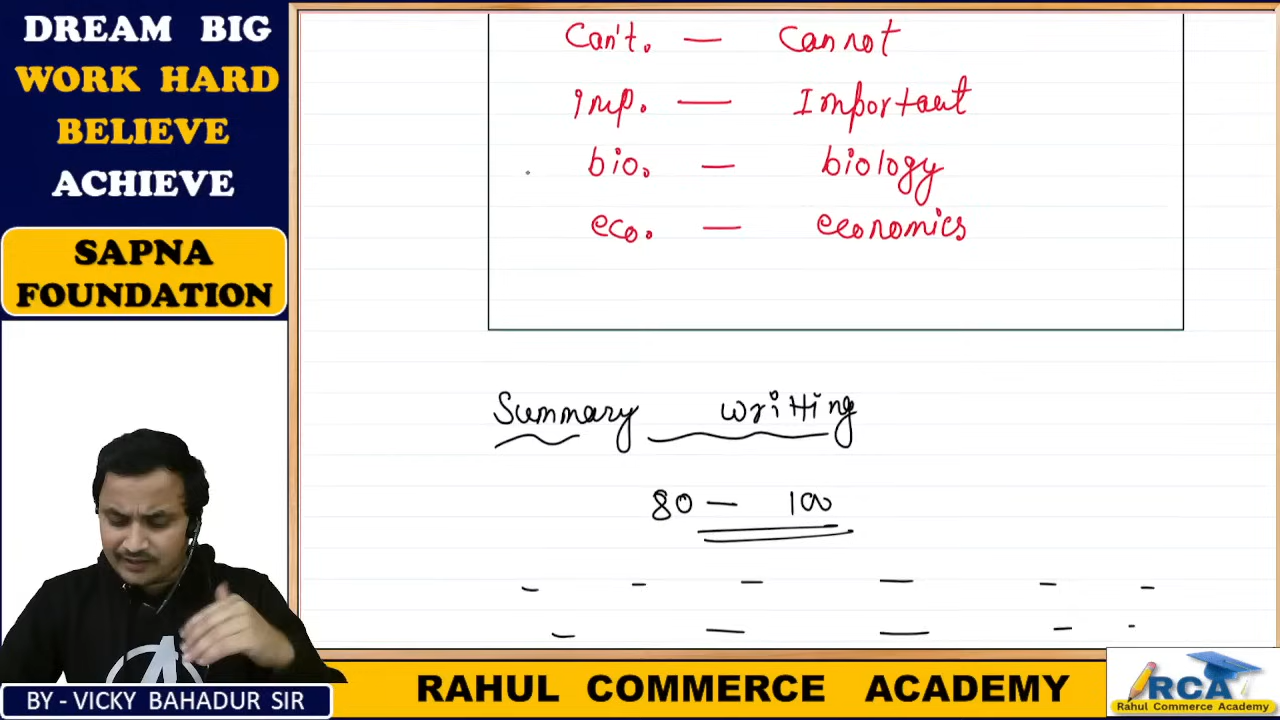 DREAM BIG
WORK HARD
BELIEVE
ACHIEVE
SAPNA
FOUNDATION
Can't. — Cannot
imp. — Important
bio. — biology
eco. — economics
Summary writing
80 — 100
BY - VICKY BAHADUR SIR
RAHUL COMMERCE ACADEMY
RCA
Rahul Commerce Academy